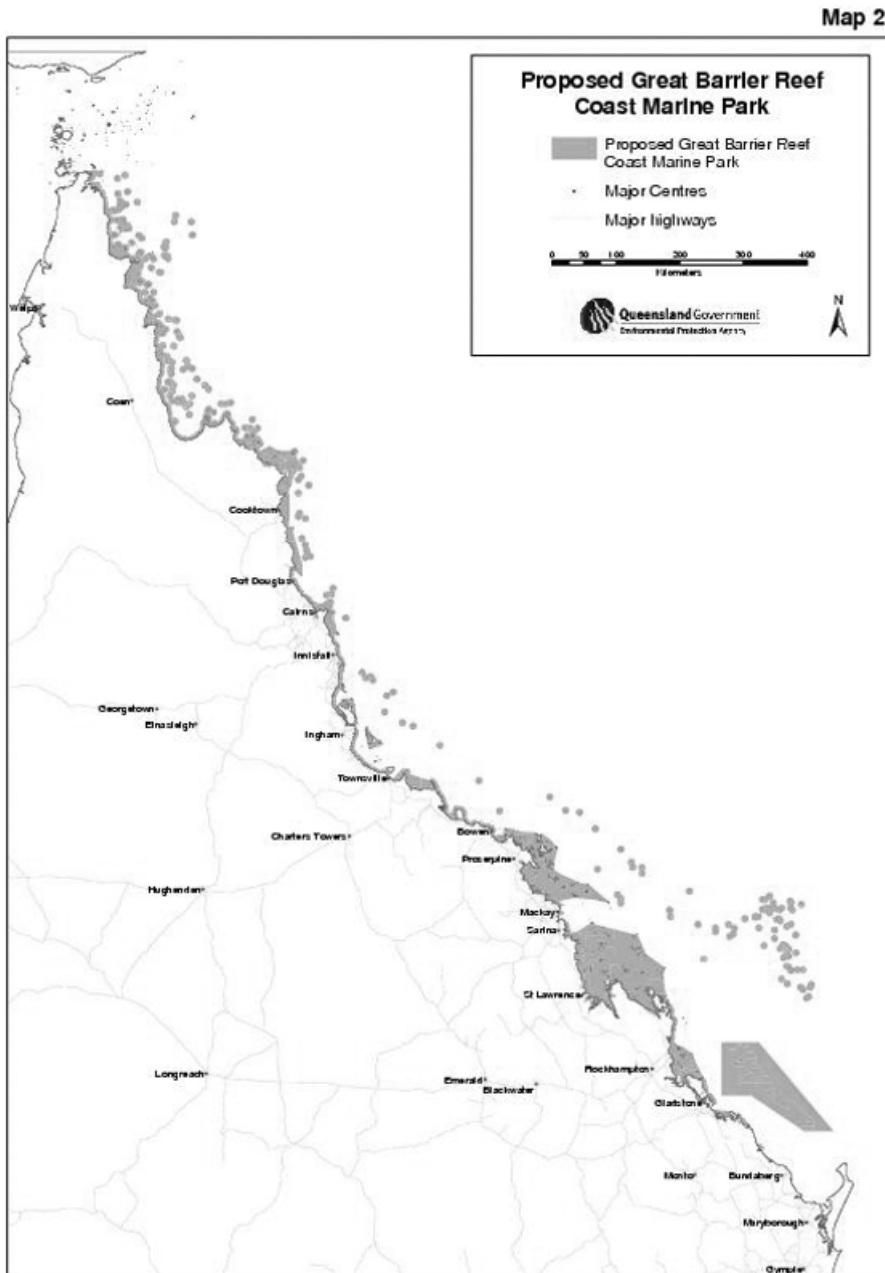 Map 2
Proposed Great Barrier Reef
Coast Marine Park
Proposed Great Barrier Reef
Coast Marine Park
Major Centres
Major highways
0 50 100 200 300 400
Kilometers
Queensland Government
Environmental Protection Agency
N
Weipa
Coen
Cooktown
Port Douglas
Cairns
Innisfail
Georgetown
Einasleigh
Ingham
Townsville
Bowen
Charters Towers
Proserpine
Hughenden
Mackay
Sarina
St Lawrence
Longreach
Emerald
Blackwater
Rockhampton
Gladstone
Monto
Bundaberg
Maryborough
Gympie